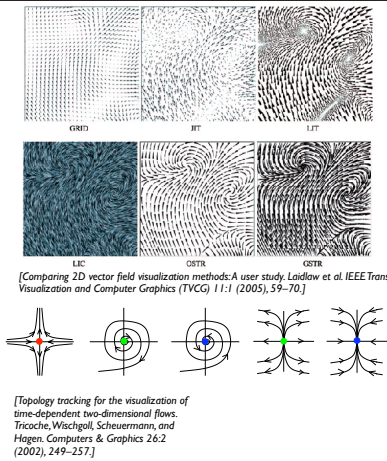 GRID JIT LIT
LIC OSTR GSTR
[Comparing 2D vector field visualization methods: A user study. Laidlaw et al. IEEE Trans
Visualization and Computer Graphics (TVCG) 11:1 (2005), 59–70.]
[Topology tracking for the visualization of
time-dependent two-dimensional flows.
Tricoche, Wischgoll, Scheuermann, and
Hagen. Computers & Graphics 26:2
(2002), 249–257.]